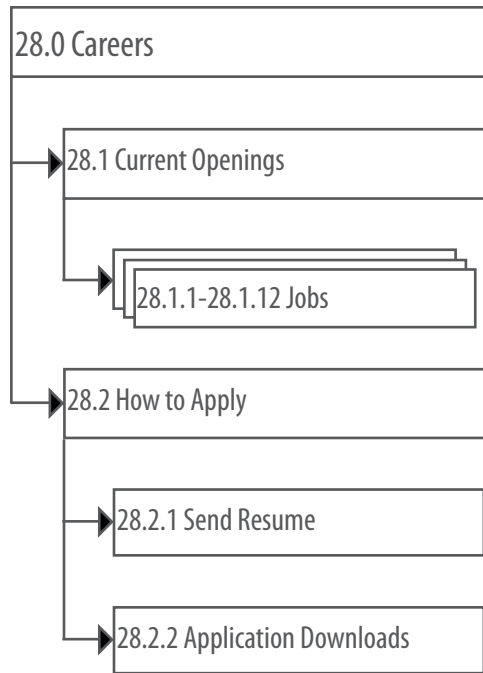 28.0 Careers
28.1 Current Openings
28.1.1-28.1.12 Jobs
28.2 How to Apply
28.2.1 Send Resume
28.2.2 Application Downloads